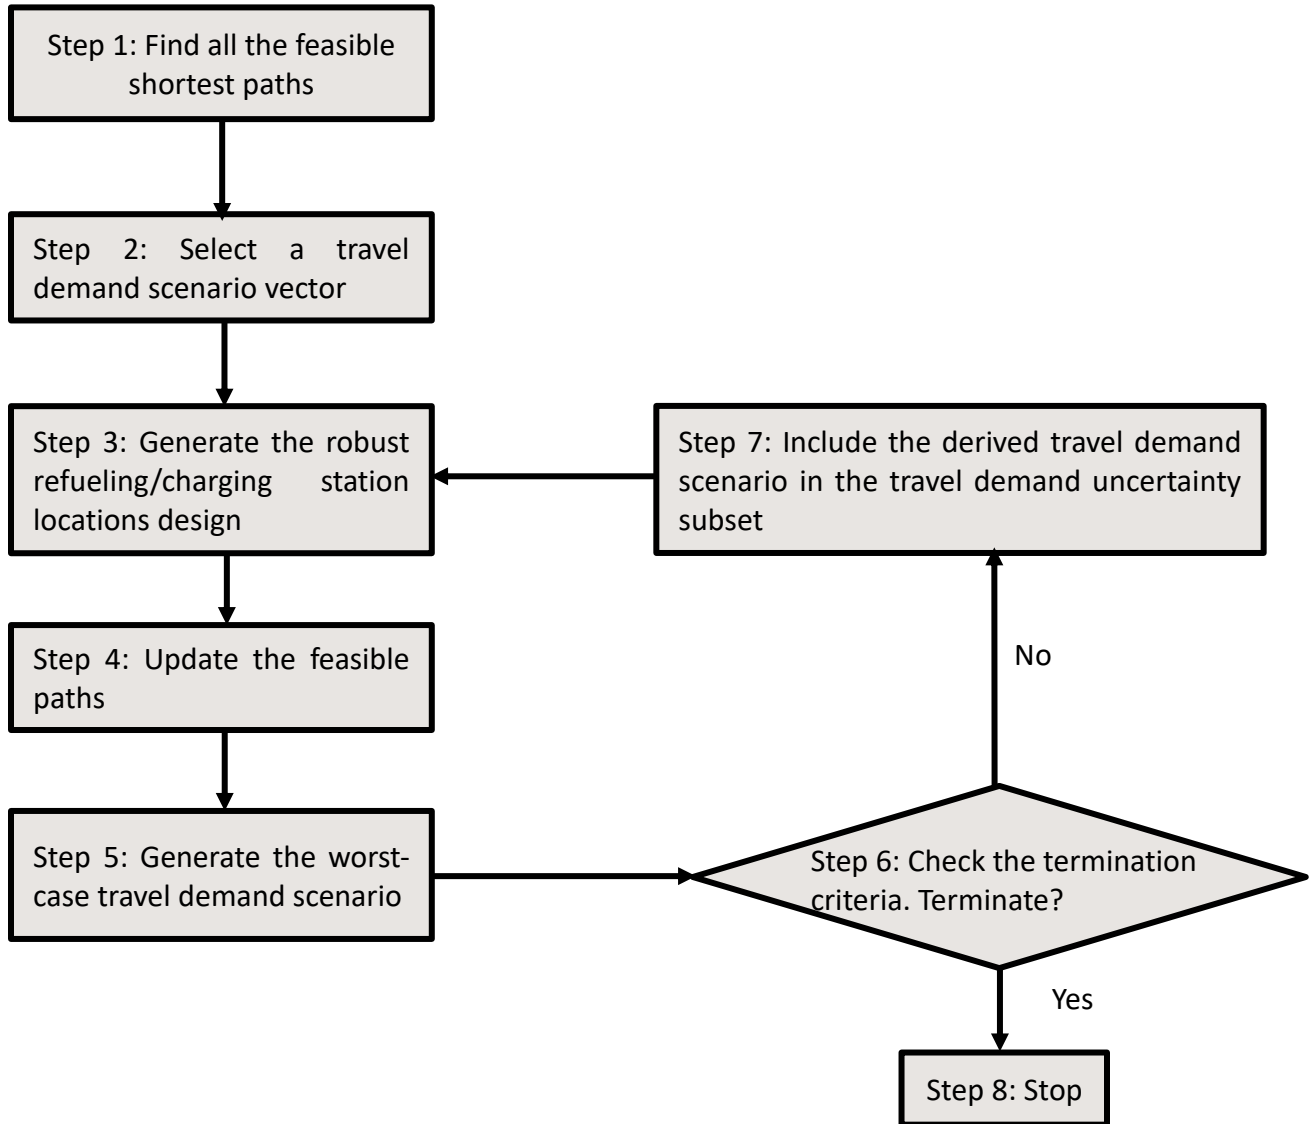 Step 1: Find all the feasible
shortest paths
Step 2: Select a travel
demand scenario vector
Step 3: Generate the robust
refueling/charging station
locations design
Step 7: Include the derived travel demand
scenario in the travel demand uncertainty
subset
Step 4: Update the feasible
paths
No
Step 5: Generate the worst-
case travel demand scenario
Step 6: Check the termination
criteria. Terminate?
Yes
Step 8: Stop